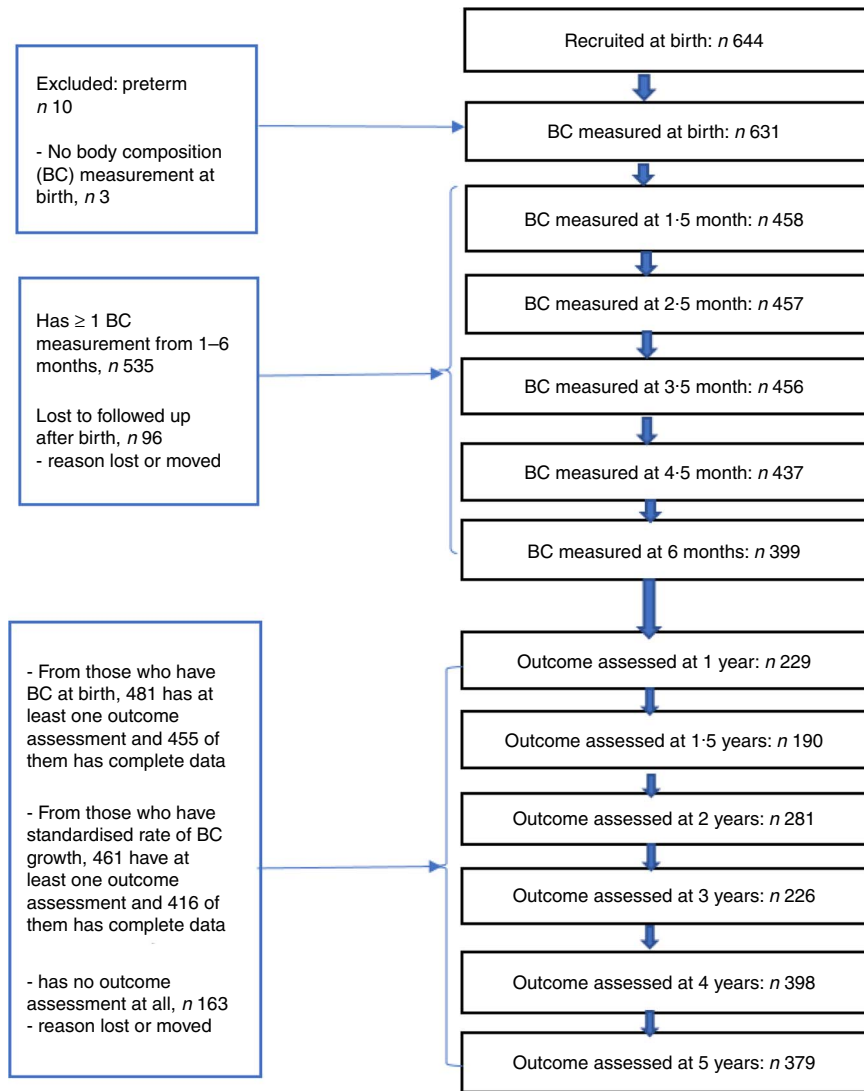 Recruited at birth: n 644
Excluded: preterm
n 10
- No body composition
(BC) measurement at
birth, n 3
BC measured at birth: n 631
BC measured at 1·5 month: n 458
BC measured at 2·5 month: n 457
Has ≥ 1 BC
measurement from 1–6
months, n 535
Lost to followed up
after birth, n 96
- reason lost or moved
BC measured at 3·5 month: n 456
BC measured at 4·5 month: n 437
BC measured at 6 months: n 399
- From those who have
BC at birth, 481 has at
least one outcome
assessment and 455 of
them has complete data
- From those who have
standardised rate of BC
growth, 461 have at
least one outcome
assessment and 416 of
them has complete data
- has no outcome
assessment at all, n 163
- reason lost or moved
Outcome assessed at 1 year: n 229
Outcome assessed at 1·5 years: n 190
Outcome assessed at 2 years: n 281
Outcome assessed at 3 years: n 226
Outcome assessed at 4 years: n 398
Outcome assessed at 5 years: n 379